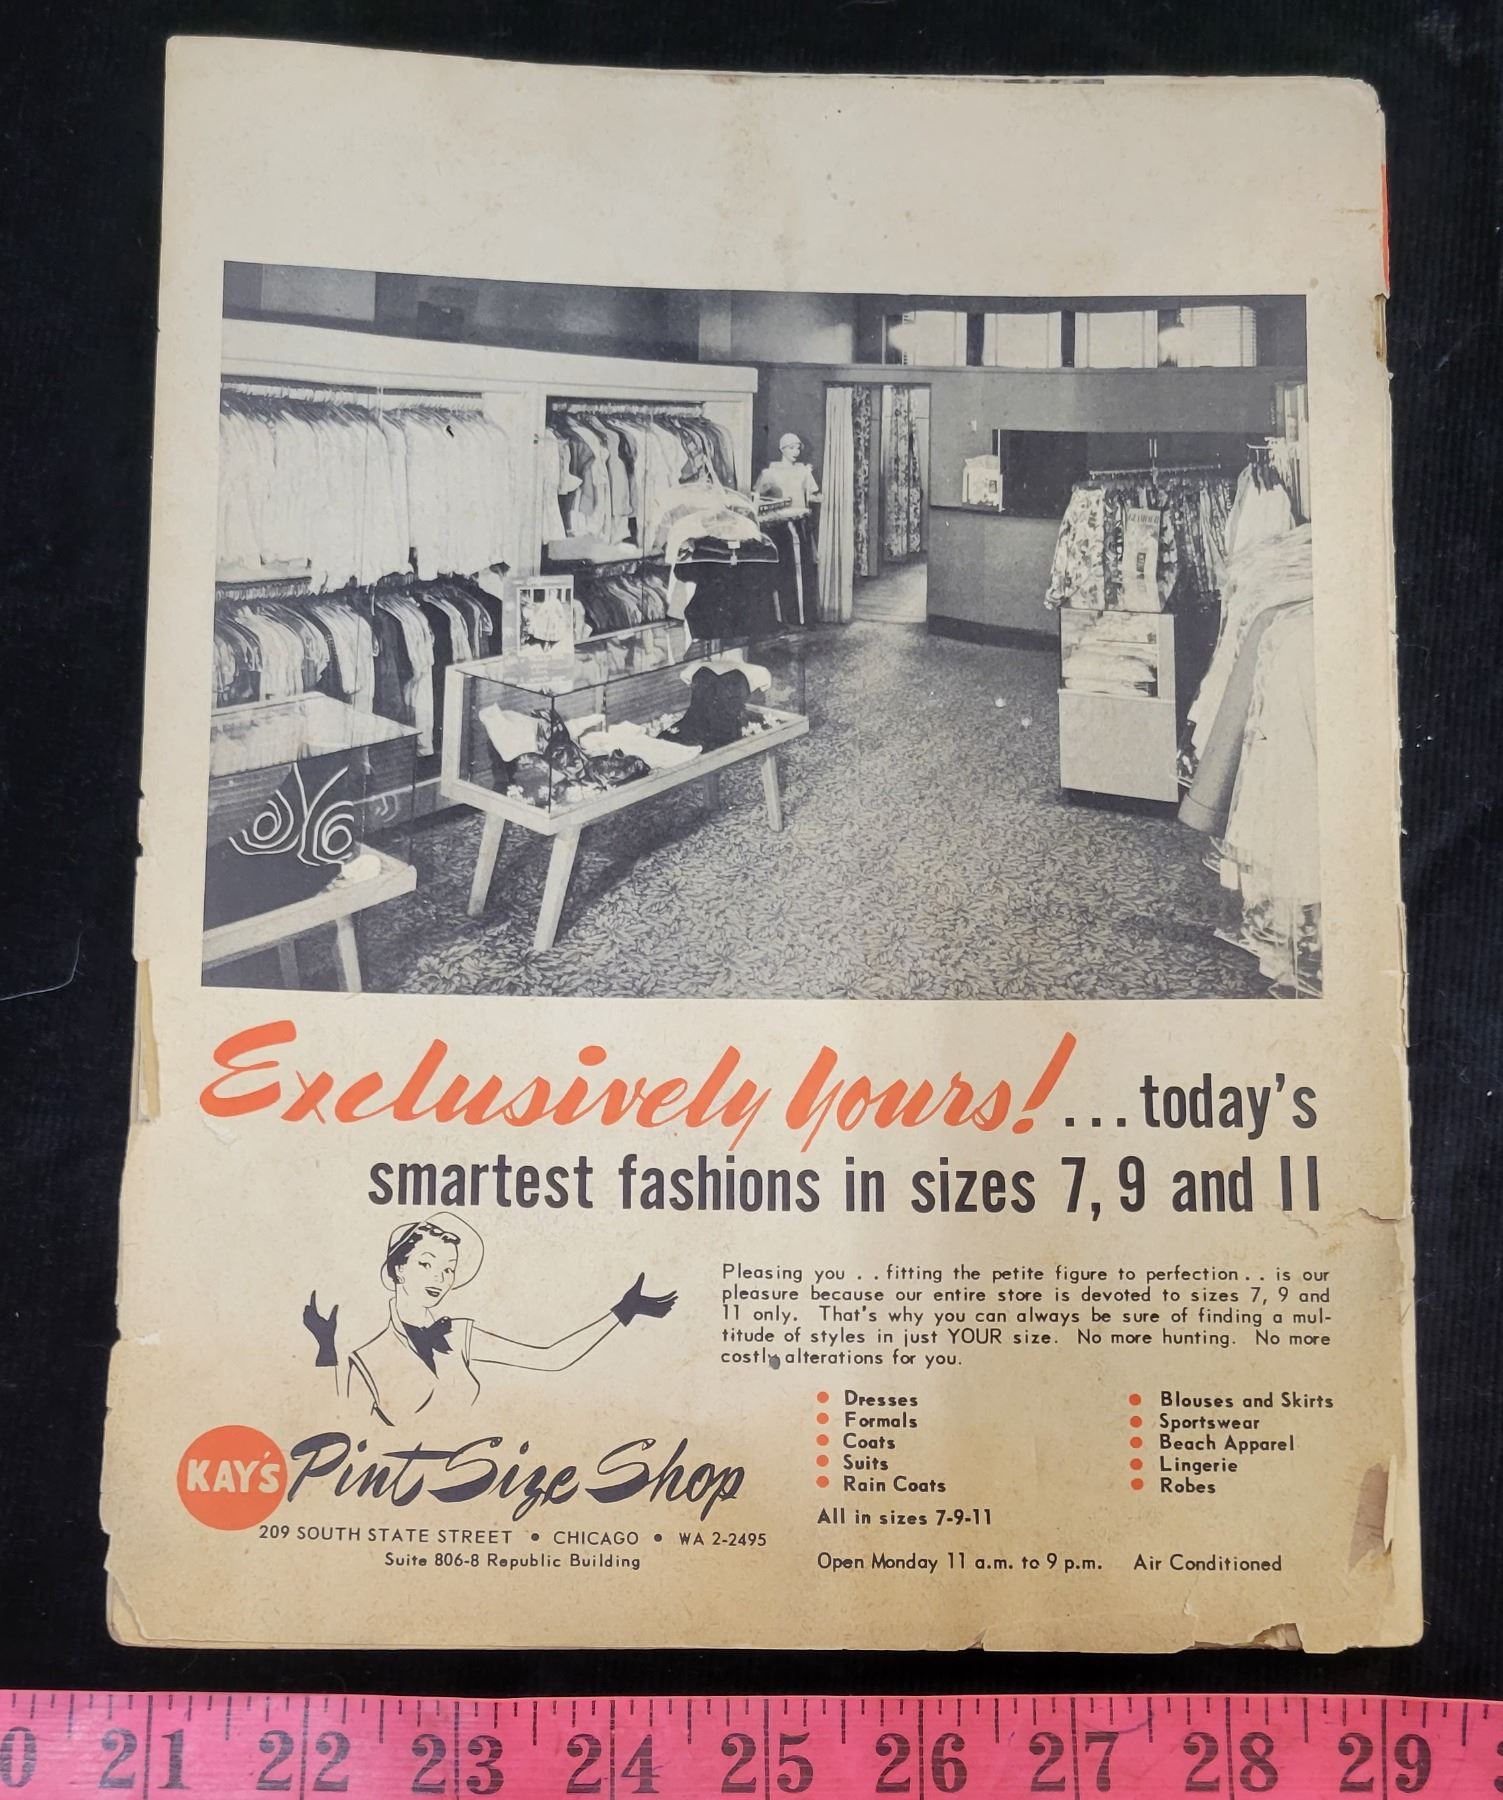 GLAMOUR
Exclusively Yours! ... today's
smartest fashions in sizes 7, 9 and 11
Pleasing you . . fitting the petite figure to perfection . . is our
pleasure because our entire store is devoted to sizes 7, 9 and
11 only. That's why you can always be sure of finding a mul-
titude of styles in just YOUR size. No more hunting. No more
costly alterations for you.
Dresses
Formals
Coats
Suits
Rain Coats
Blouses and Skirts
Sportswear
Beach Apparel
Lingerie
Robes
All in sizes 7-9-11
Open Monday 11 a.m. to 9 p.m. Air Conditioned
KAY'S Pint Size Shop
209 SOUTH STATE STREET • CHICAGO • WA 2-2495
Suite 806-8 Republic Building
0 21 22 23 24 25 26 27 28 29